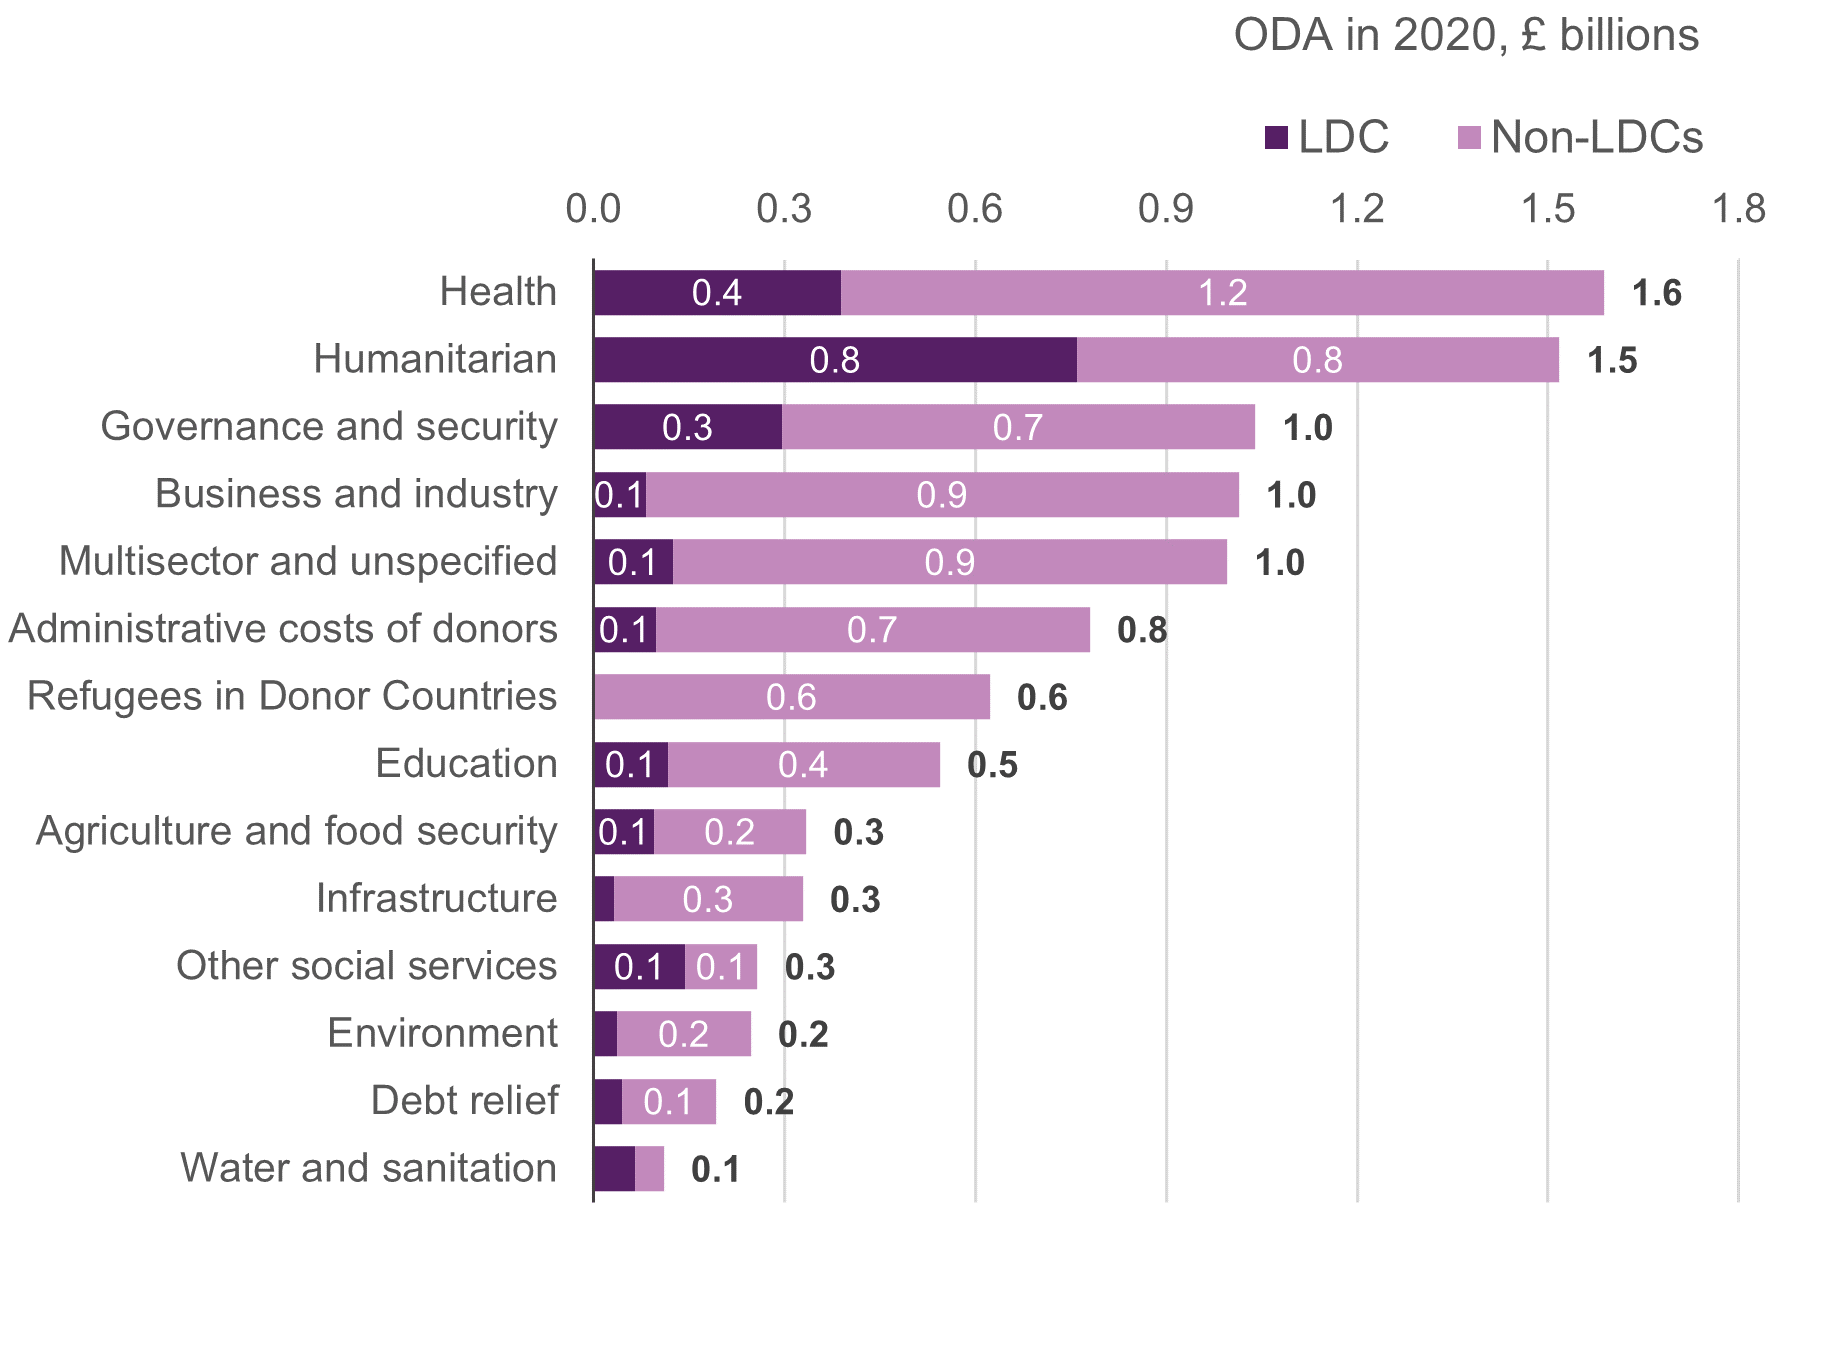 ODA in 2020, £ billions
LDC Non-LDCs
0.0 0.3 0.6 0.9 1.2 1.5 1.8
Health 0.4 1.2 1.6
Humanitarian 0.8 0.8 1.5
Governance and security 0.3 0.7 1.0
Business and industry 0.1 0.9 1.0
Multisector and unspecified 0.1 0.9 1.0
Administrative costs of donors 0.1 0.7 0.8
Refugees in Donor Countries 0.6 0.6
Education 0.1 0.4 0.5
Agriculture and food security 0.1 0.2 0.3
Infrastructure 0.3 0.3
Other social services 0.1 0.1 0.3
Environment 0.2 0.2
Debt relief 0.1 0.2
Water and sanitation 0.1